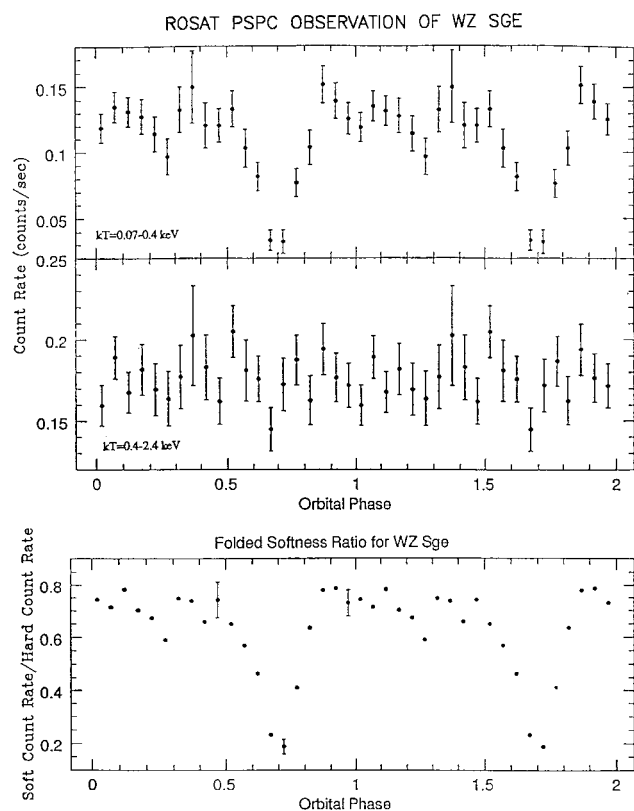 ROSAT PSPC OBSERVATION OF WZ SGE
Count Rate (counts/sec)
0.15
0.1
0.05
kT=0.07-0.4 keV
0.25
0.2
0.15
kT=0.4-2.4 keV
0 0.5 1 1.5 2
Orbital Phase
Folded Softness Ratio for WZ Sge
Soft Count Rate/Hard Count Rate
0.8
0.6
0.4
0.2
0 0.5 1 1.5 2
Orbital Phase